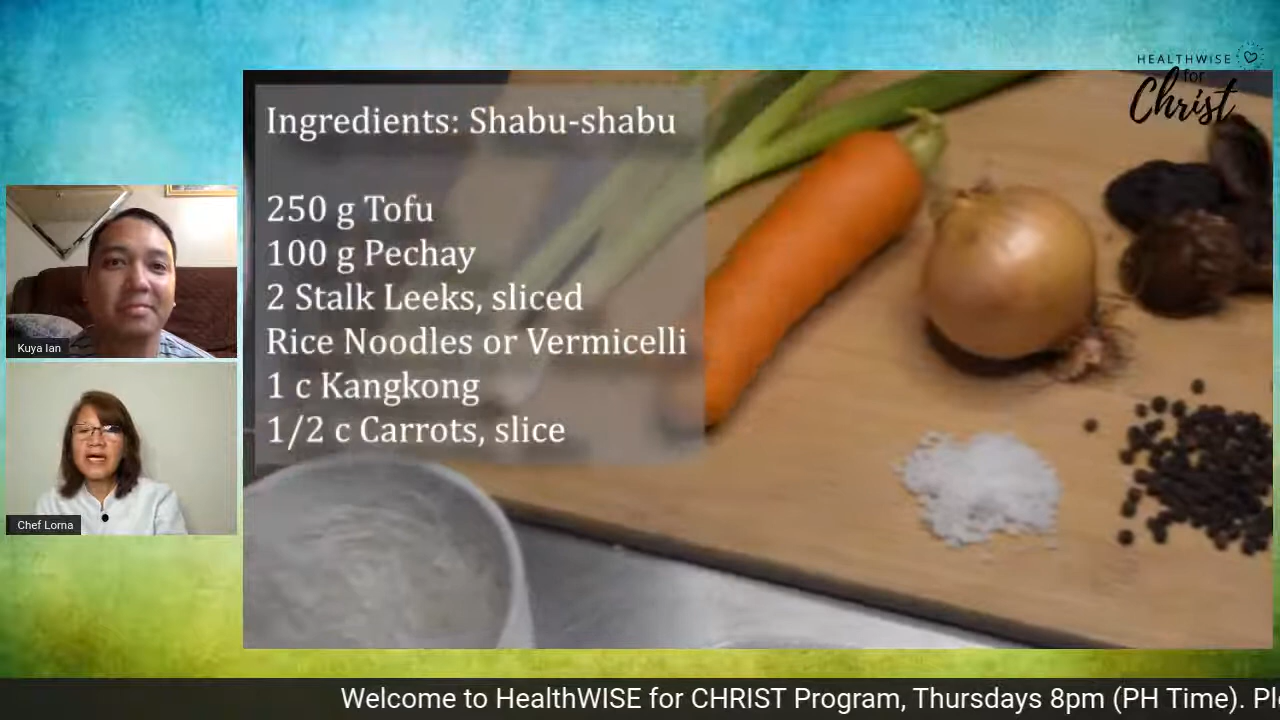 HEALTHWISE
for
Christ
Ingredients: Shabu-shabu
250 g Tofu
100 g Pechay
2 Stalk Leeks, sliced
Rice Noodles or Vermicelli
1 c Kangkong
1/2 c Carrots, slice
Kuya Ian
Chef Lorna
Welcome to HealthWISE for CHRIST Program, Thursdays 8pm (PH Time). Pl